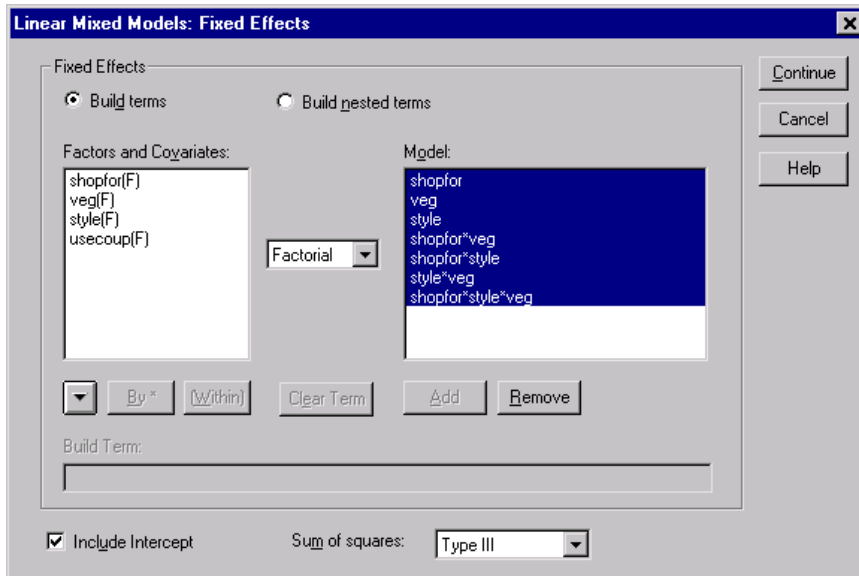 Linear Mixed Models: Fixed Effects
Fixed Effects
Build terms
Build nested terms
Continue
Cancel
Help
Factors and Covariates:
Model:
shopfor(F)
veg(F)
style(F)
usecoup(F)
Factorial
shopfor
veg
style
shopfor*veg
shopfor*style
style*veg
shopfor*style*veg
By *
(Within)
Clear Term
Add
Remove
Build Term:
Include Intercept
Sum of squares:
Type III